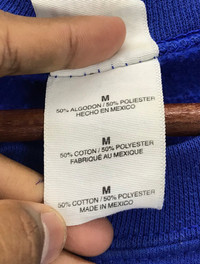 M
50% ALGODON / 50% POLIESTER
HECHO EN MEXICO
M
50% COTON / 50% POLYESTER
FABRIQUÉ AU MEXIQUE
M
50% COTTON / 50% POLYESTER
MADE IN MEXICO